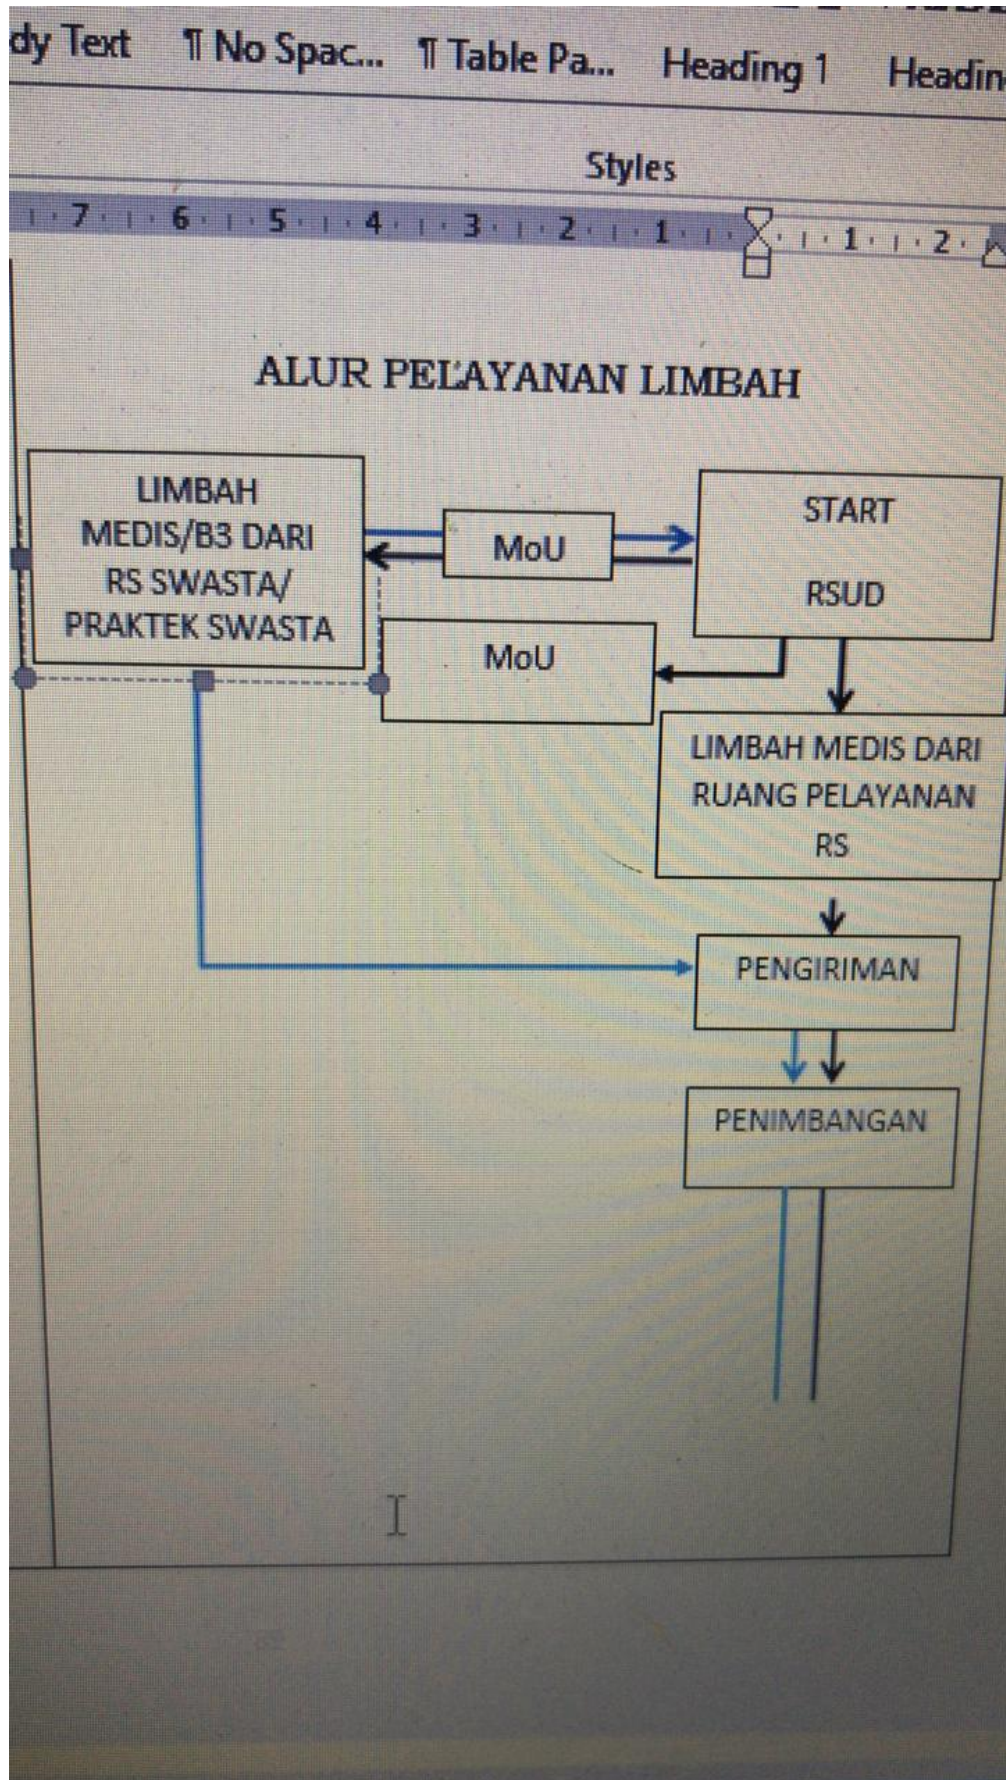 dy Text ¶ No Spac... ¶ Table Pa... Heading 1 Headin
Styles
7 6 5 4 3 2 1 1 2
ALUR PELAYANAN LIMBAH
LIMBAH
MEDIS/B3 DARI
RS SWASTA/
PRAKTEK SWASTA
MoU
START
RSUD
MoU
LIMBAH MEDIS DARI
RUANG PELAYANAN
RS
PENGIRIMAN
PENIMBANGAN